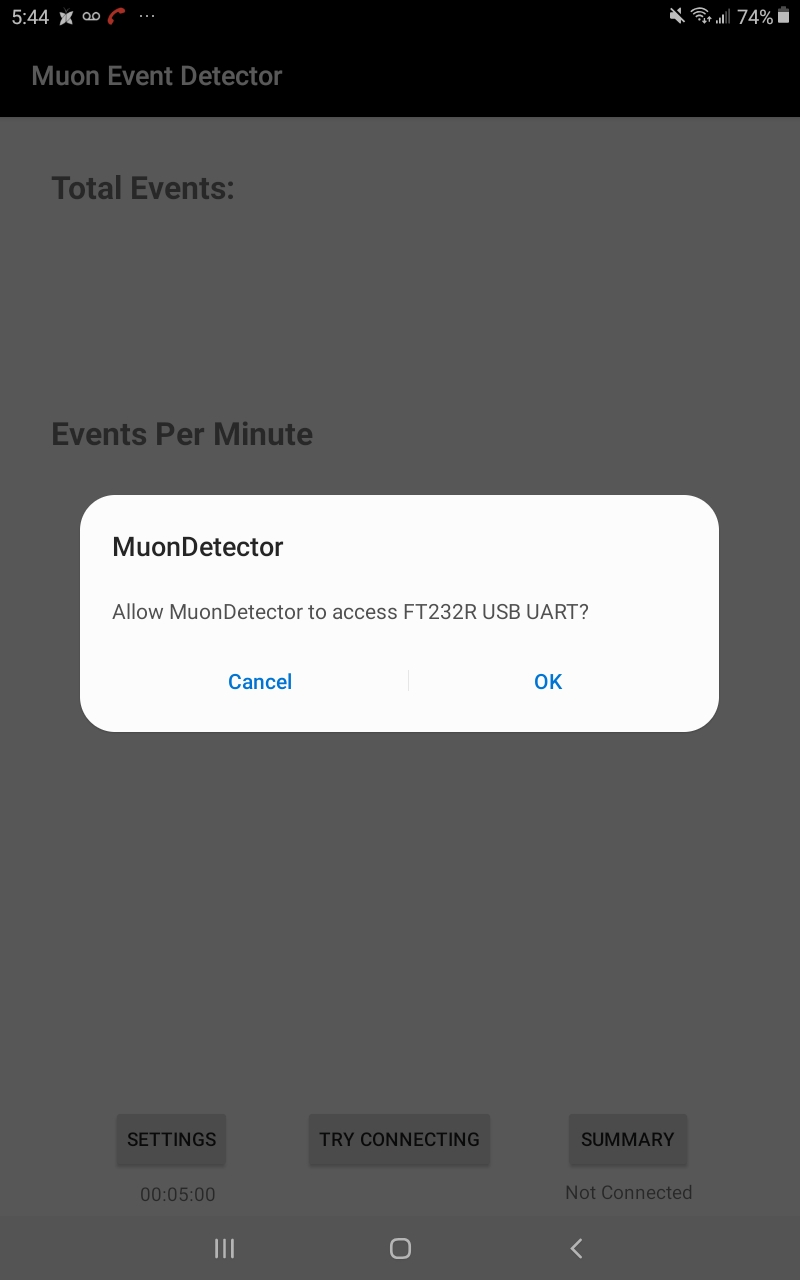 5:44 74%
Muon Event Detector
Total Events:
Events Per Minute
MuonDetector
Allow MuonDetector to access FT232R USB UART?
Cancel OK
SETTINGS TRY CONNECTING SUMMARY
00:05:00 Not Connected